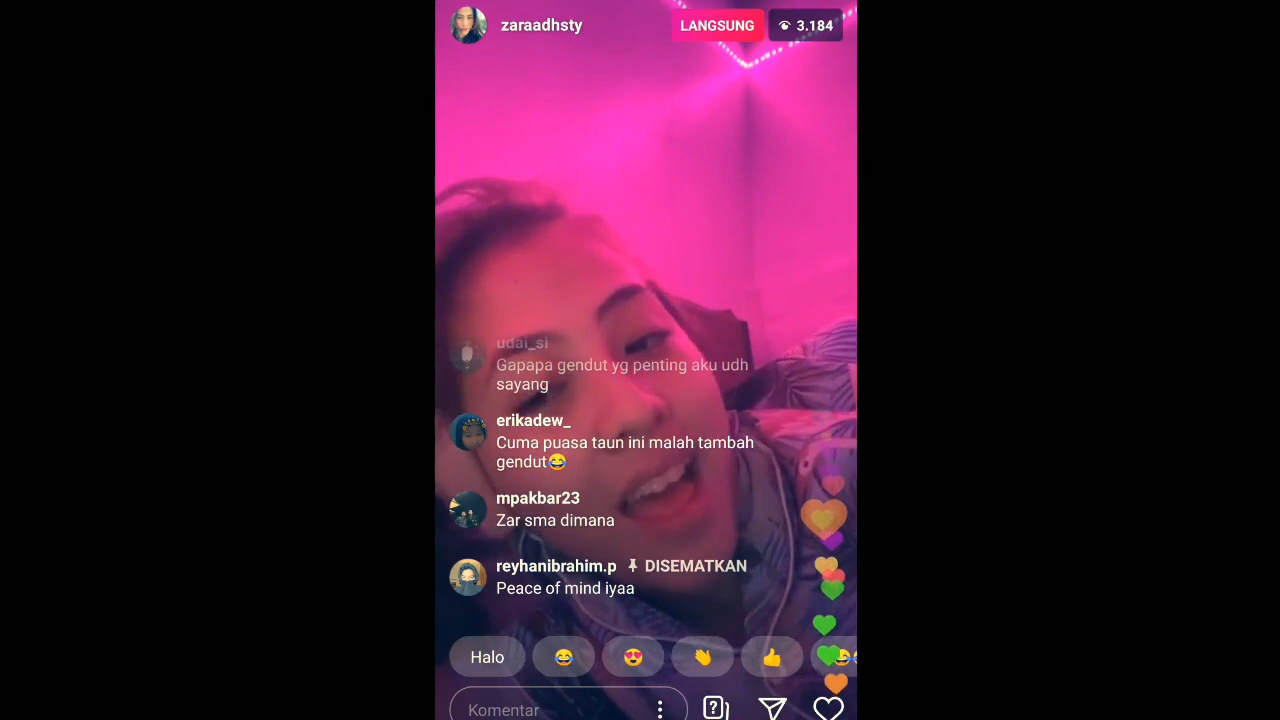 zaraadhsty
LANGSUNG
3.184
udai_si
Gapapa gendut yg penting aku udh
sayang
erikadew_
Cuma puasa taun ini malah tambah
gendut😂
mpakbar23
Zar sma dimana
reyhanibrahim.p DISEMATKAN
Peace of mind iyaa
Halo
Komentar